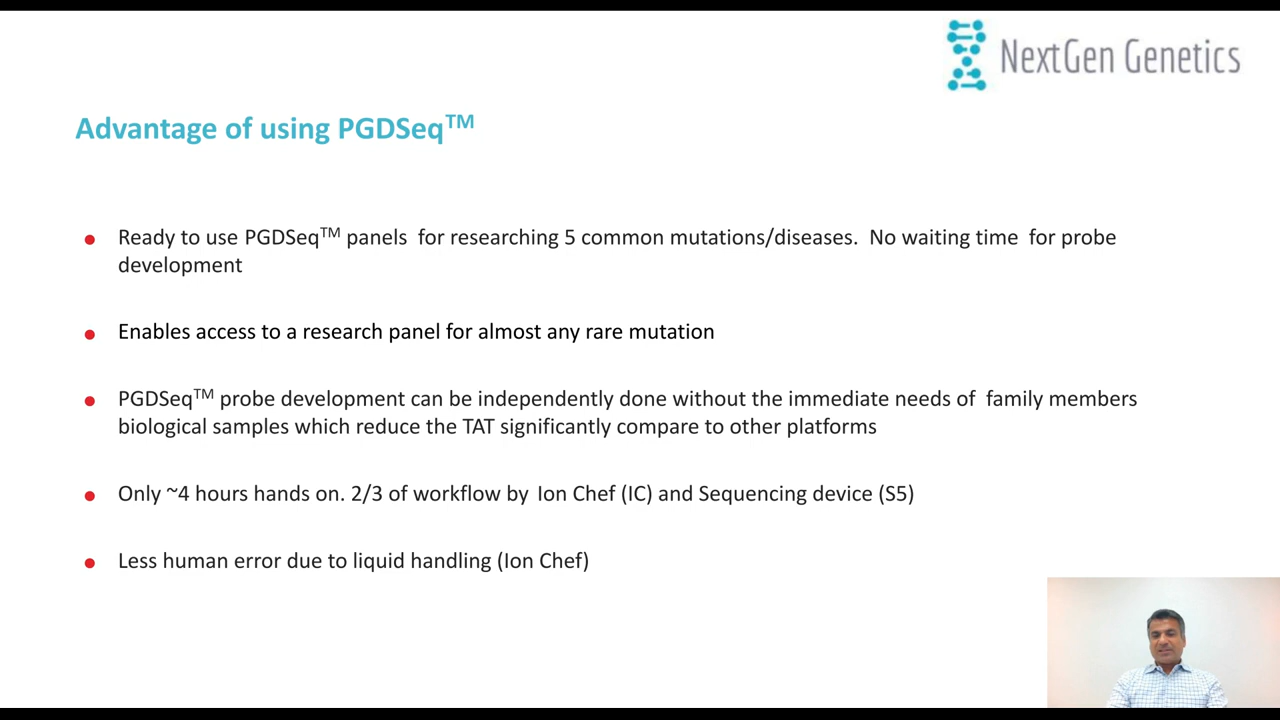 NextGen Genetics
Advantage of using PGDSeqTM
Ready to use PGDSeqTM panels for researching 5 common mutations/diseases. No waiting time for probe
development
Enables access to a research panel for almost any rare mutation
PGDSeqTM probe development can be independently done without the immediate needs of family members
biological samples which reduce the TAT significantly compare to other platforms
Only ~4 hours hands on. 2/3 of workflow by Ion Chef (IC) and Sequencing device (S5)
Less human error due to liquid handling (Ion Chef)